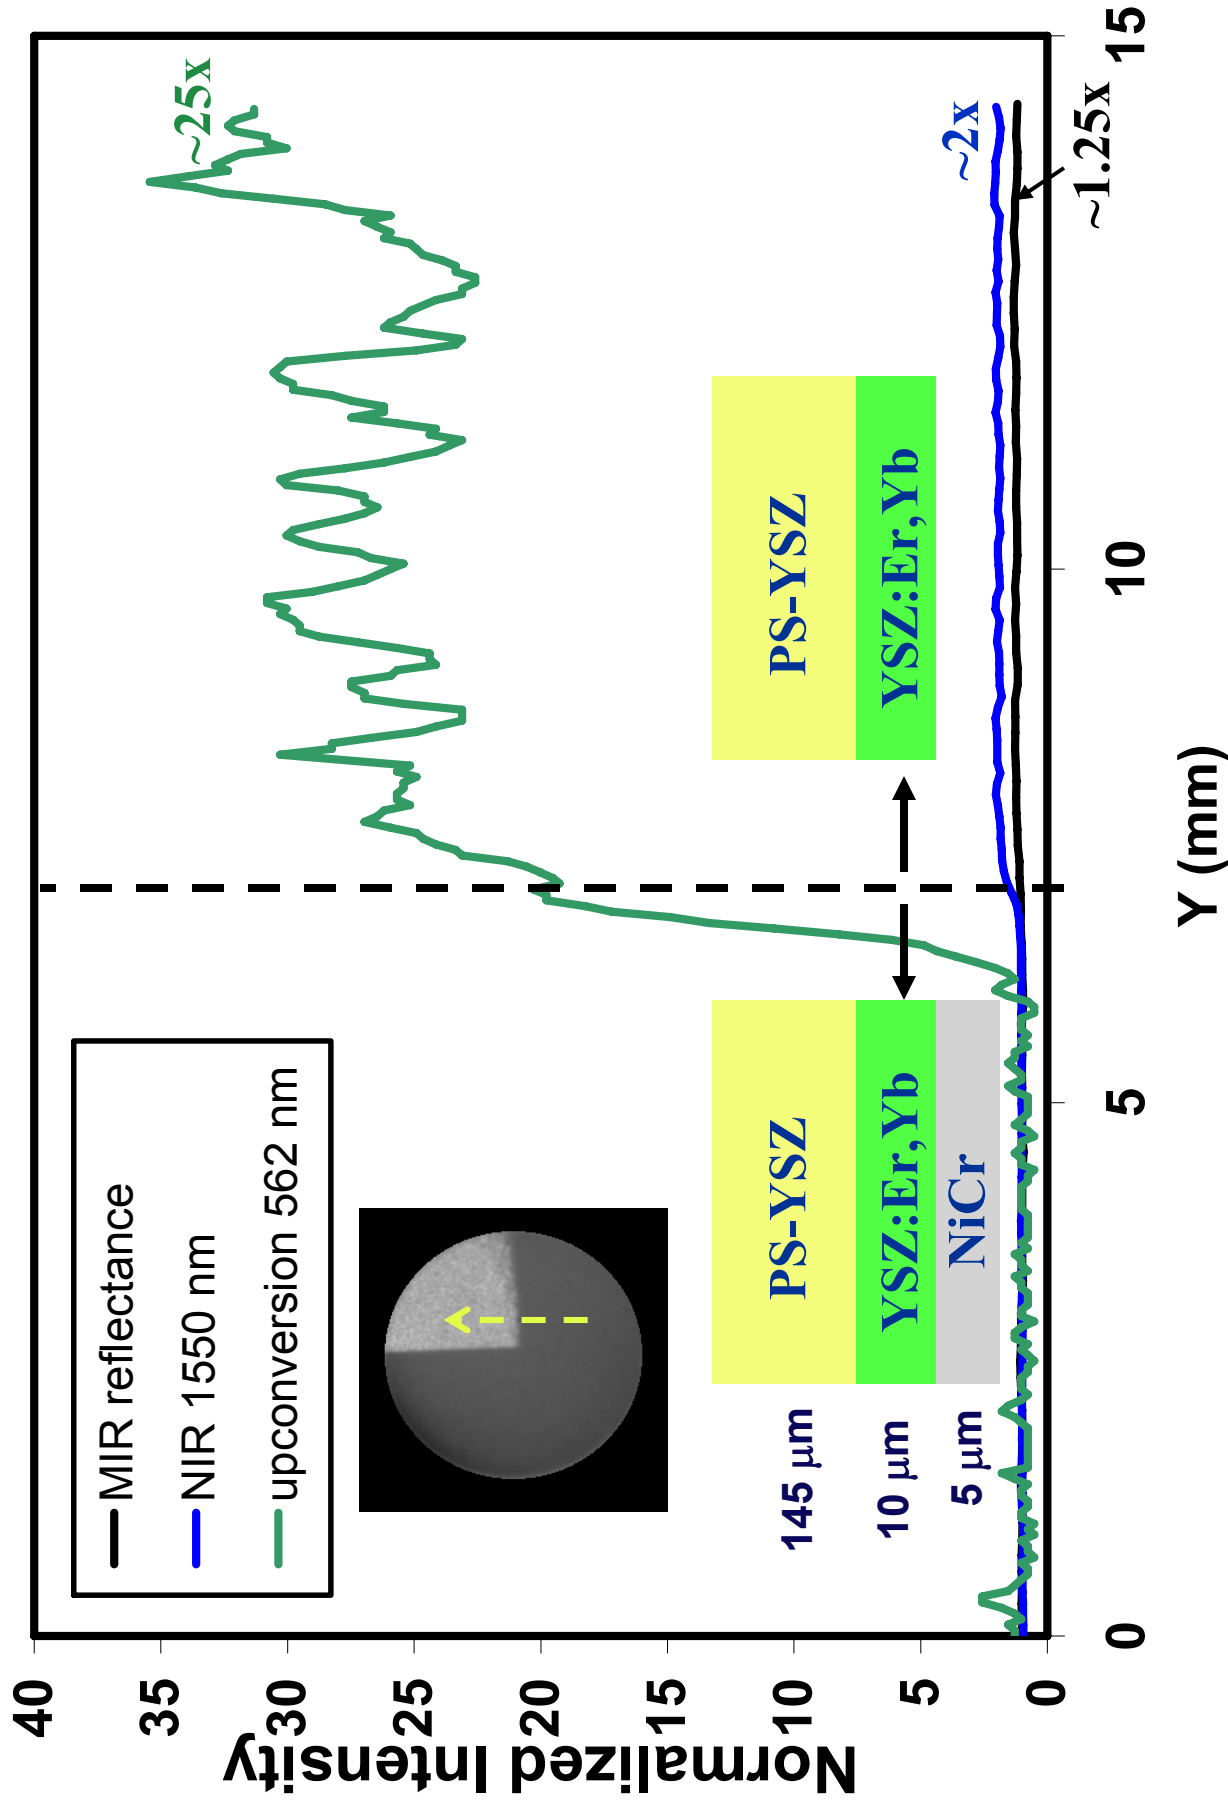 MIR reflectance
NIR 1550 nm
upconversion 562 nm
~25x
~2x
~1.25x
PS-YSZ
YSZ:Er,Yb
NiCr
PS-YSZ
YSZ:Er,Yb
145 μm
10 μm
5 μm
Normalized Intensity
40
35
30
25
20
15
10
5
0
0
5
10
15
Y (mm)